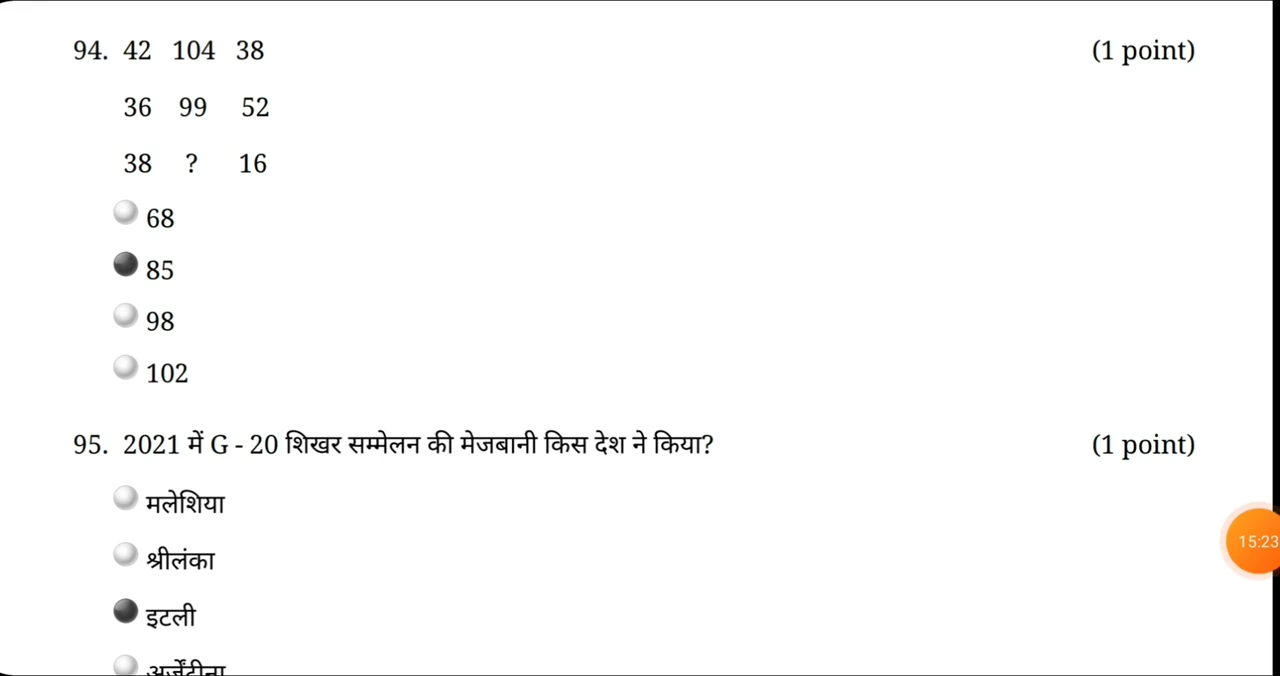 94. 42 104 38 (1 point)
36 99 52
38 ? 16
68
85
98
102
95. 2021 में G - 20 शिखर सम्मेलन की मेजबानी किस देश ने किया? (1 point)
मलेशिया
श्रीलंका
15:23
इटली
अर्जेंटीना